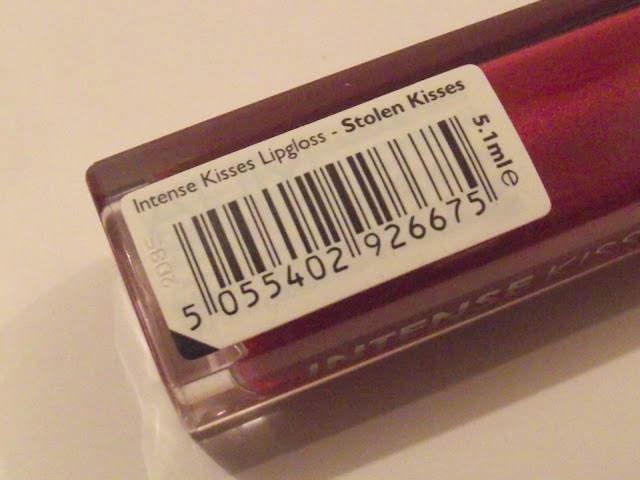 Intense Kisses Lipgloss - Stolen Kisses
5.1ml e
5 055402 926675
INTENSE KISS